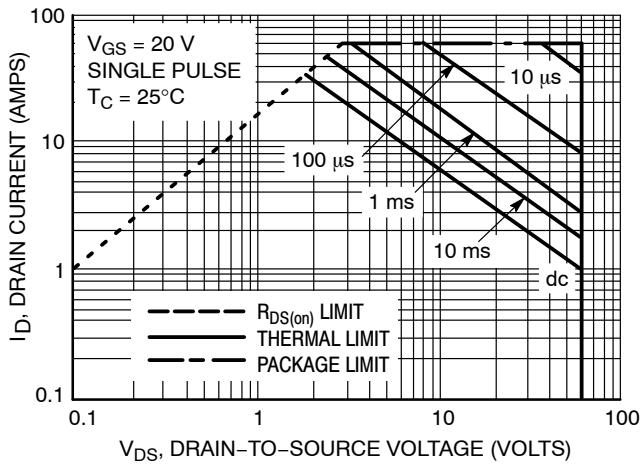 100
10
1
0.1
I_D, DRAIN CURRENT (AMPS)
V_GS = 20 V
SINGLE PULSE
T_C = 25°C
10 μs
100 μs
1 ms
10 ms
dc
R_DS(on) LIMIT
THERMAL LIMIT
PACKAGE LIMIT
0.1 1 10 100
V_DS, DRAIN−TO−SOURCE VOLTAGE (VOLTS)